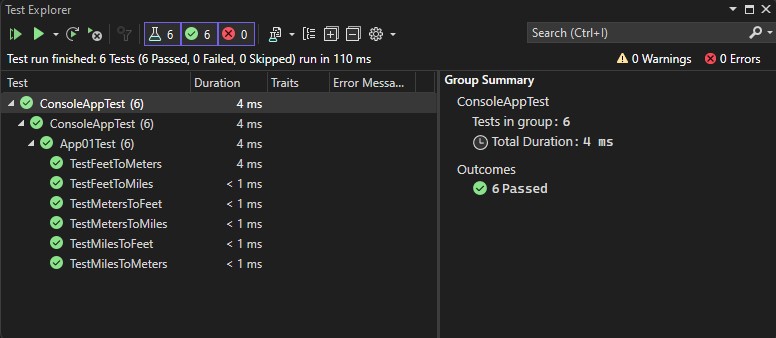 Test Explorer
6 6 0
Search (Ctrl+I)
Test run finished: 6 Tests (6 Passed, 0 Failed, 0 Skipped) run in 110 ms
0 Warnings 0 Errors
Test Duration Traits Error Messa...
ConsoleAppTest (6) 4 ms
ConsoleAppTest (6) 4 ms
App01Test (6) 4 ms
TestFeetToMeters 4 ms
TestFeetToMiles < 1 ms
TestMetersToFeet < 1 ms
TestMetersToMiles < 1 ms
TestMilesToFeet < 1 ms
TestMilesToMeters < 1 ms
Group Summary
ConsoleAppTest
Tests in group: 6
Total Duration: 4 ms
Outcomes
6 Passed